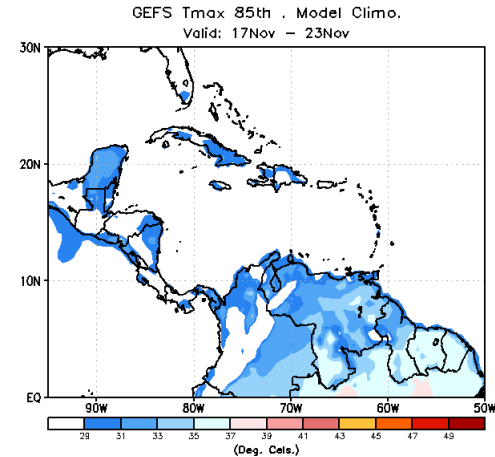 GEFS Tmax 85th . Model Climo.
Valid: 17Nov – 23Nov
30N
20N
10N
EQ
90W 80W 70W 60W 50W
29 31 33 35 37 39 41 43 45 47 49
(Deg. Cels.)